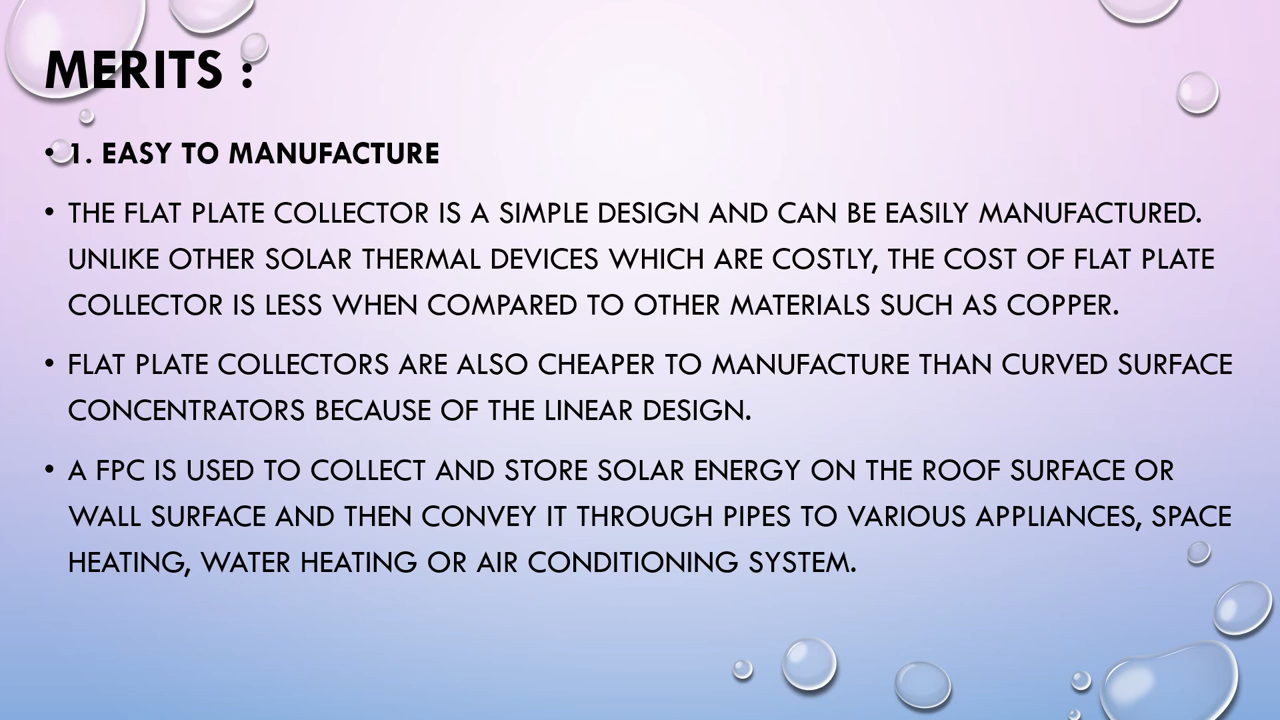 MERITS :
• 1. EASY TO MANUFACTURE
• THE FLAT PLATE COLLECTOR IS A SIMPLE DESIGN AND CAN BE EASILY MANUFACTURED.
UNLIKE OTHER SOLAR THERMAL DEVICES WHICH ARE COSTLY, THE COST OF FLAT PLATE
COLLECTOR IS LESS WHEN COMPARED TO OTHER MATERIALS SUCH AS COPPER.
• FLAT PLATE COLLECTORS ARE ALSO CHEAPER TO MANUFACTURE THAN CURVED SURFACE
CONCENTRATORS BECAUSE OF THE LINEAR DESIGN.
• A FPC IS USED TO COLLECT AND STORE SOLAR ENERGY ON THE ROOF SURFACE OR
WALL SURFACE AND THEN CONVEY IT THROUGH PIPES TO VARIOUS APPLIANCES, SPACE
HEATING, WATER HEATING OR AIR CONDITIONING SYSTEM.